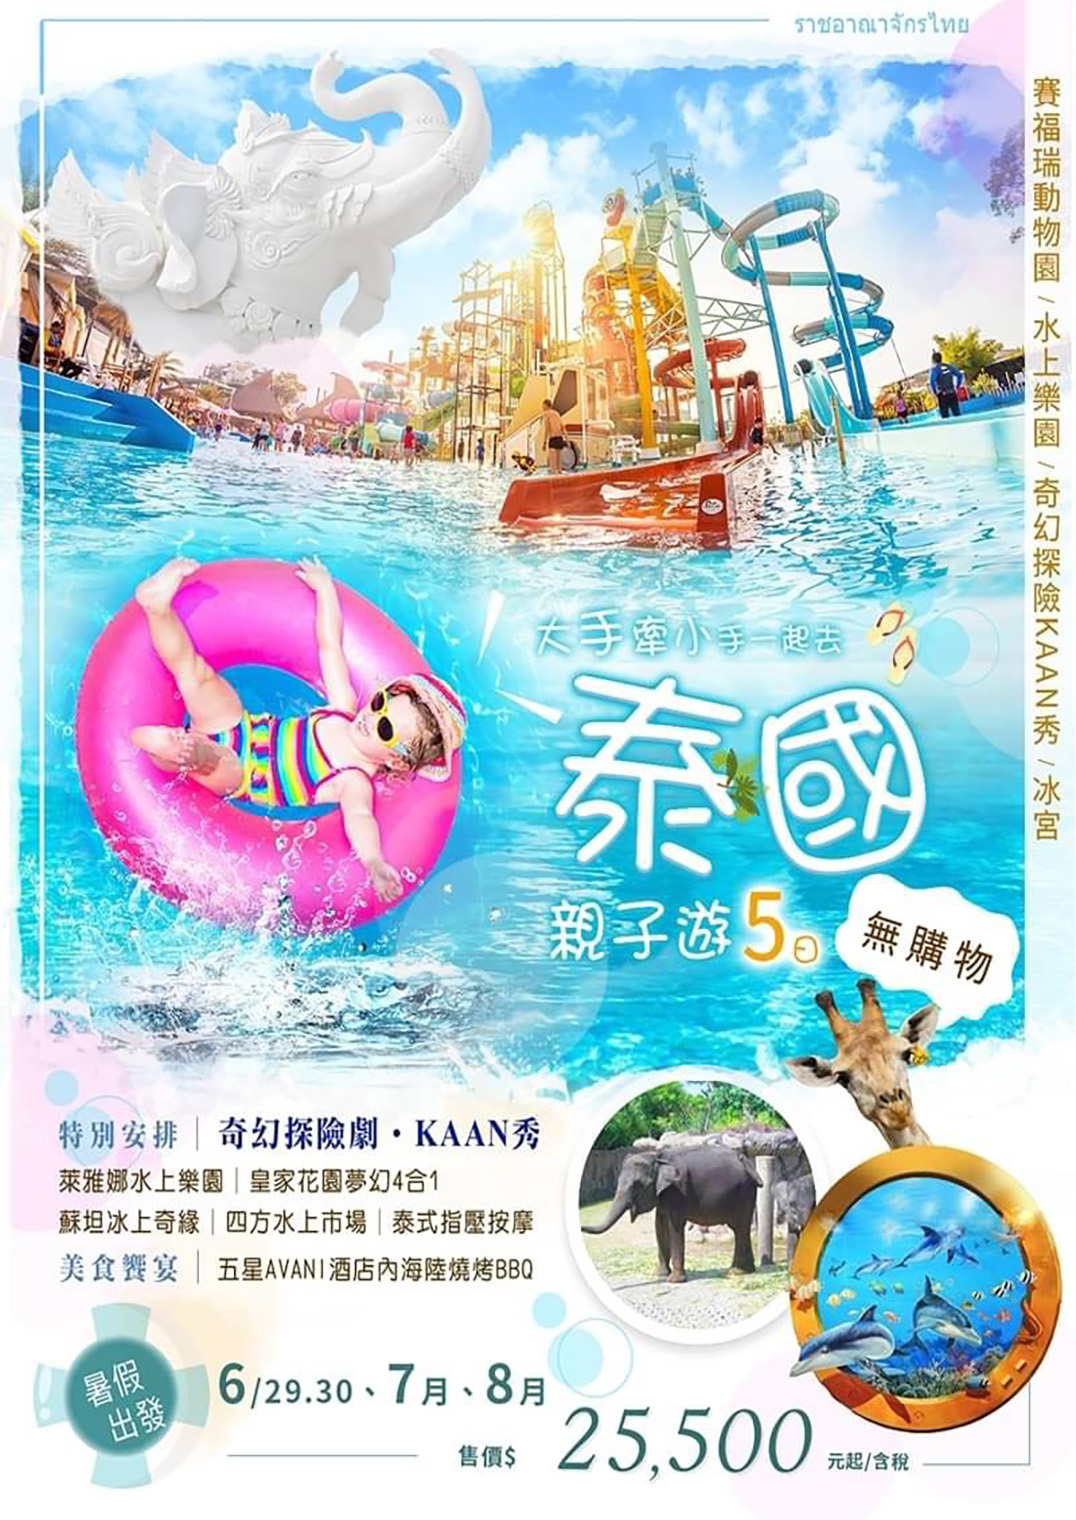 ราชอาณาจักรไทย
賽福瑞動物園/水上樂園/奇幻探險KAAN秀/冰宮
大手牽小手一起去
泰國
親子遊5日
無購物
特別安排｜奇幻探險劇・KAAN秀
萊雅娜水上樂園｜皇家花園夢幻4合1
蘇坦冰上奇緣｜四方水上市場｜泰式指壓按摩
美食饗宴｜五星AVANI酒店內海陸燒烤BBQ
暑假
出發
6/29.30、7月、8月
售價$ 25,500 元起/含稅